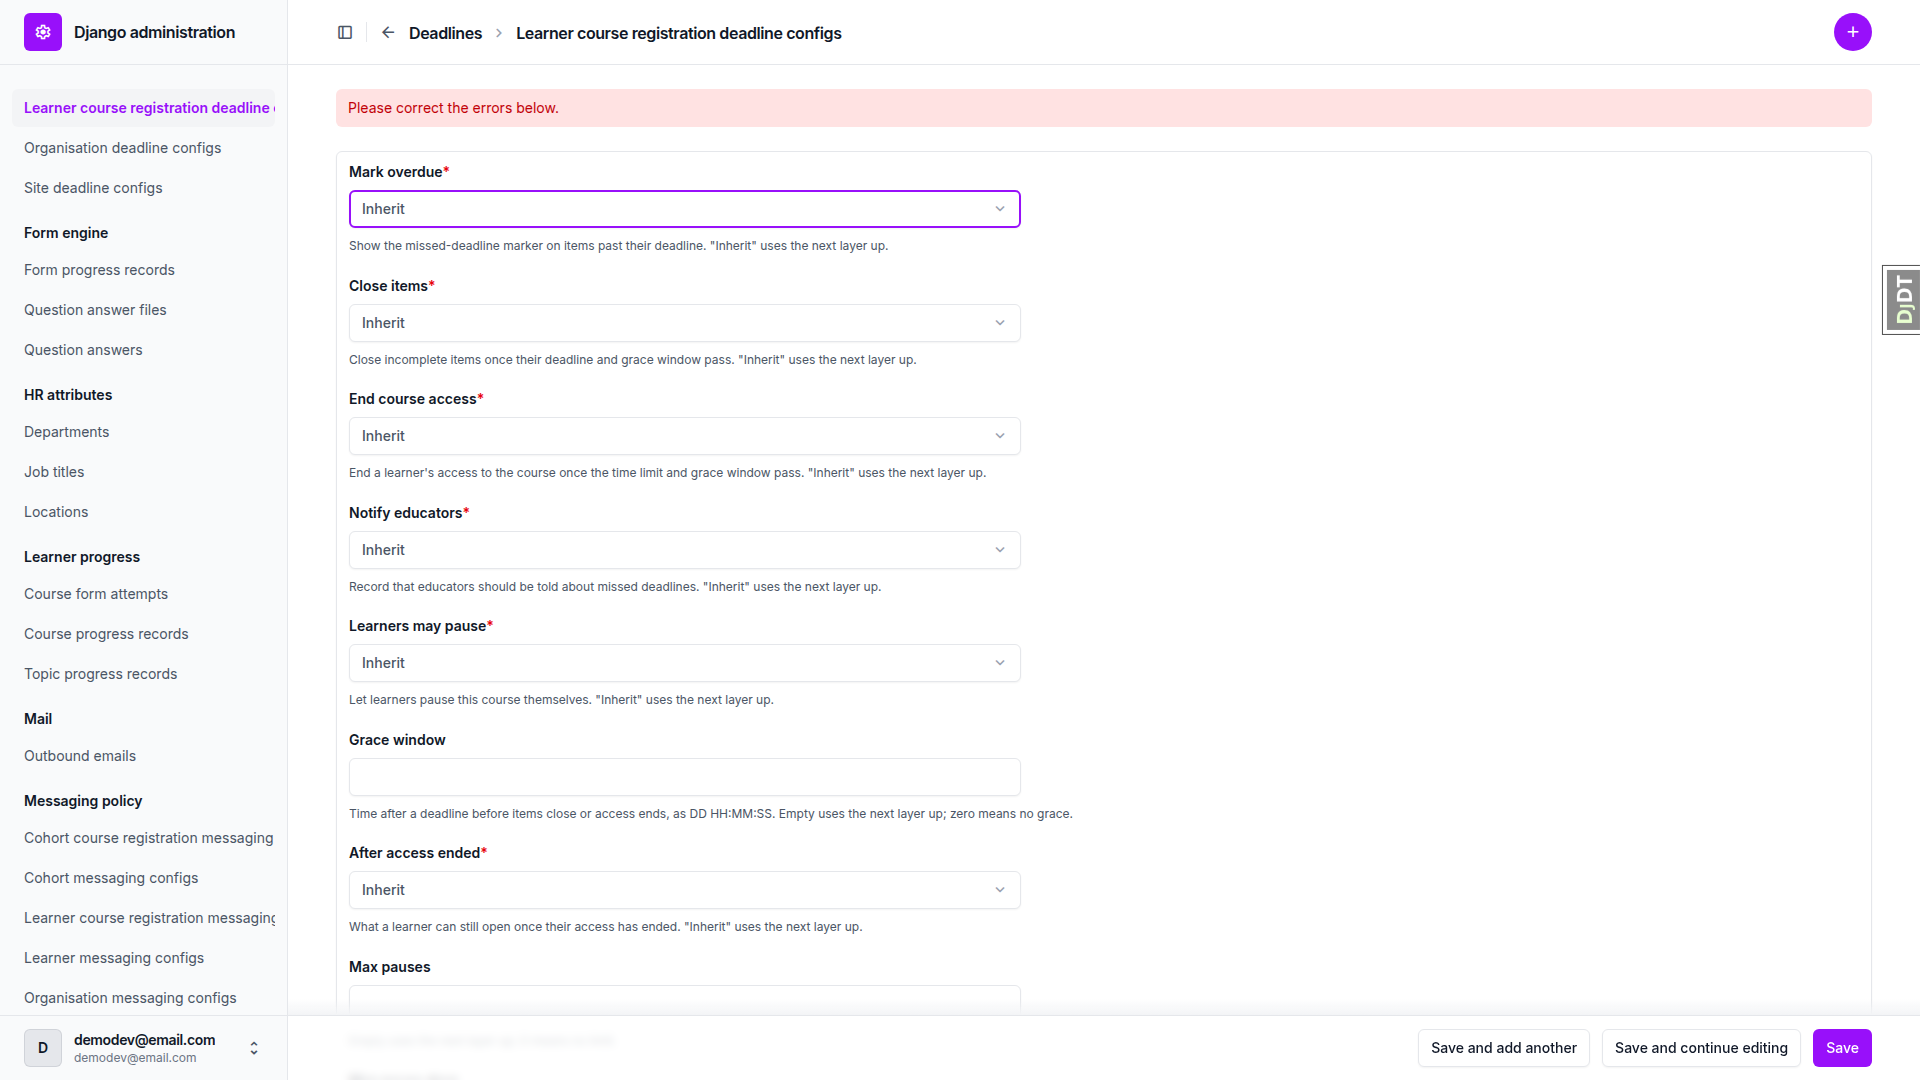 Django administration
Learner course registration deadline
Organisation deadline configs
Site deadline configs
Form engine
Form progress records
Question answer files
Question answers
HR attributes
Departments
Job titles
Locations
Learner progress
Course form attempts
Course progress records
Topic progress records
Mail
Outbound emails
Messaging policy
Cohort course registration messaging
Cohort messaging configs
Learner course registration messaging
Learner messaging configs
Organisation messaging configs
D
demodev@email.com
demodev@email.com
Deadlines
Learner course registration deadline configs
Please correct the errors below.
Mark overdue*
Inherit
Show the missed-deadline marker on items past their deadline. "Inherit" uses the next layer up.
Close items*
Inherit
Close incomplete items once their deadline and grace window pass. "Inherit" uses the next layer up.
End course access*
Inherit
End a learner's access to the course once the time limit and grace window pass. "Inherit" uses the next layer up.
Notify educators*
Inherit
Record that educators should be told about missed deadlines. "Inherit" uses the next layer up.
Learners may pause*
Inherit
Let learners pause this course themselves. "Inherit" uses the next layer up.
Grace window
Time after a deadline before items close or access ends, as DD HH:MM:SS. Empty uses the next layer up; zero means no grace.
After access ended*
Inherit
What a learner can still open once their access has ended. "Inherit" uses the next layer up.
Max pauses
Save and add another
Save and continue editing
Save
DjDT